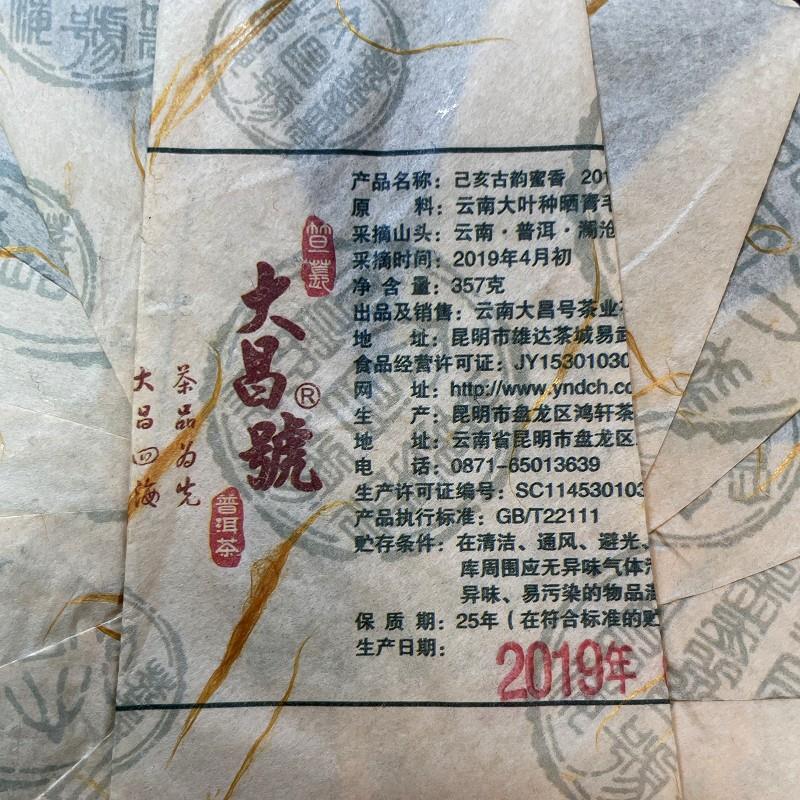 大昌號
®
普洱茶
茶品为先
大昌四海
产品名称：己亥古韵蜜香 201
原 料：云南大叶种晒青毛
采摘山头：云南·普洱·澜沧
采摘时间：2019年4月初
净 含 量：357克
出品及销售：云南大昌号茶业
地 址：昆明市雄达茶城易武
食品经营许可证：JY15301030
网 址：http://www.yndch.c
生 产：昆明市盘龙区鸿轩茶
地 址：云南省昆明市盘龙区
电 话：0871-65013639
生产许可证编号：SC114530103
产品执行标准：GB/T22111
贮存条件：在清洁、通风、避光、
库周围应无异味气体
异味、易污染的物品
保 质 期：25年（在符合标准的贮
生产日期：
2019年